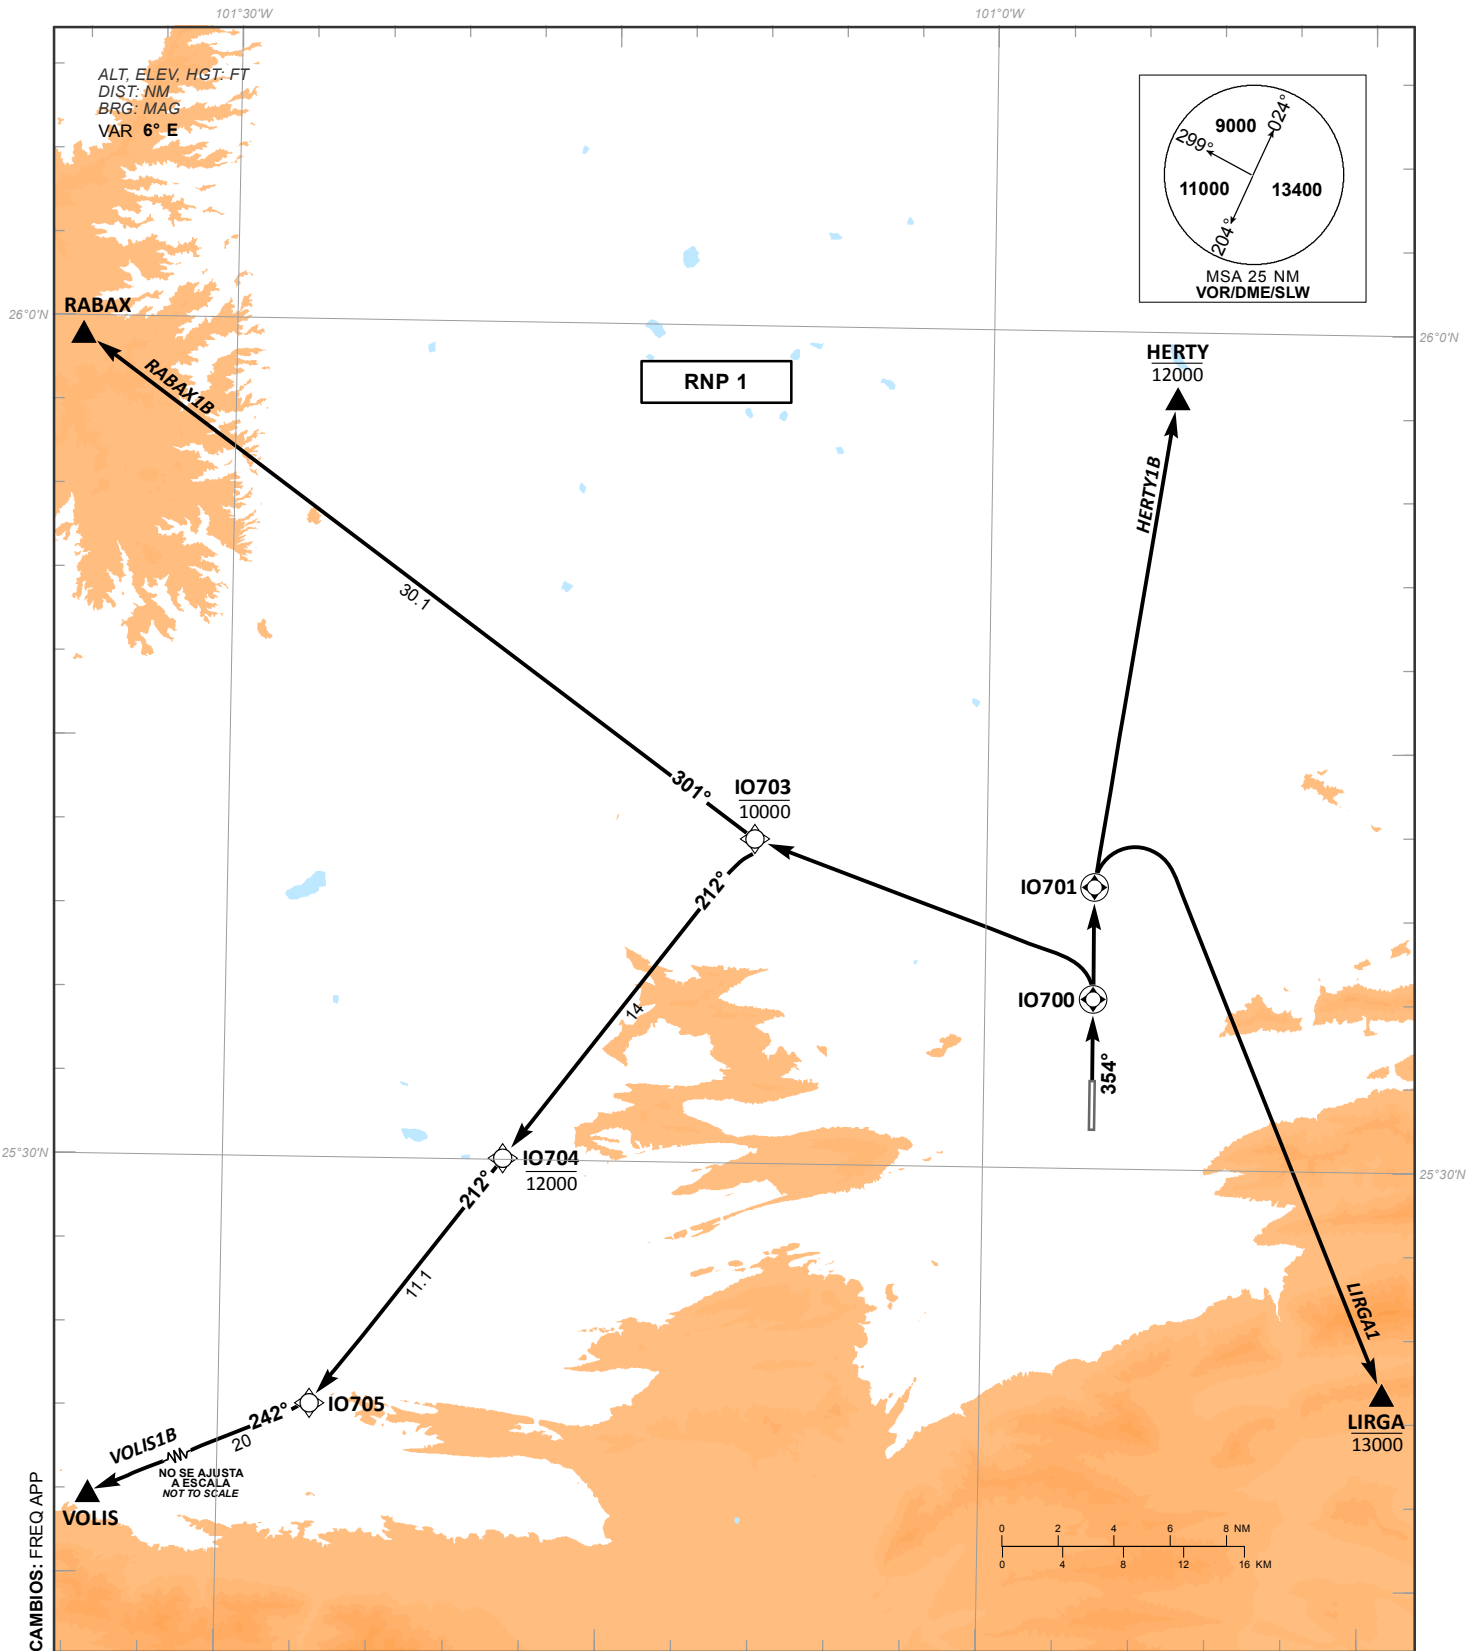 101°30'W
101°0'W
ALT, ELEV, HGT: FT
DIST: NM
BRG: MAG
VAR 6° E
9000
024°
299°
11000
13400
204°
MSA 25 NM
VOR/DME/SLW
RABAX
26°0'N
26°0'N
RABAX1B
RNP 1
HERTY
12000
HERTY1B
30.1
301°
IO703
10000
212°
IO701
14
IO700
354°
25°30'N
25°30'N
IO704
12000
212°
11.1
LIRGA1
IO705
242°
20
VOLIS1B
NO SE AJUSTA
A ESCALA
NOT TO SCALE
VOLIS
LIRGA
13000
0 2 4 6 8 NM
0 4 8 12 16 KM
CAMBIOS: FREQ APP